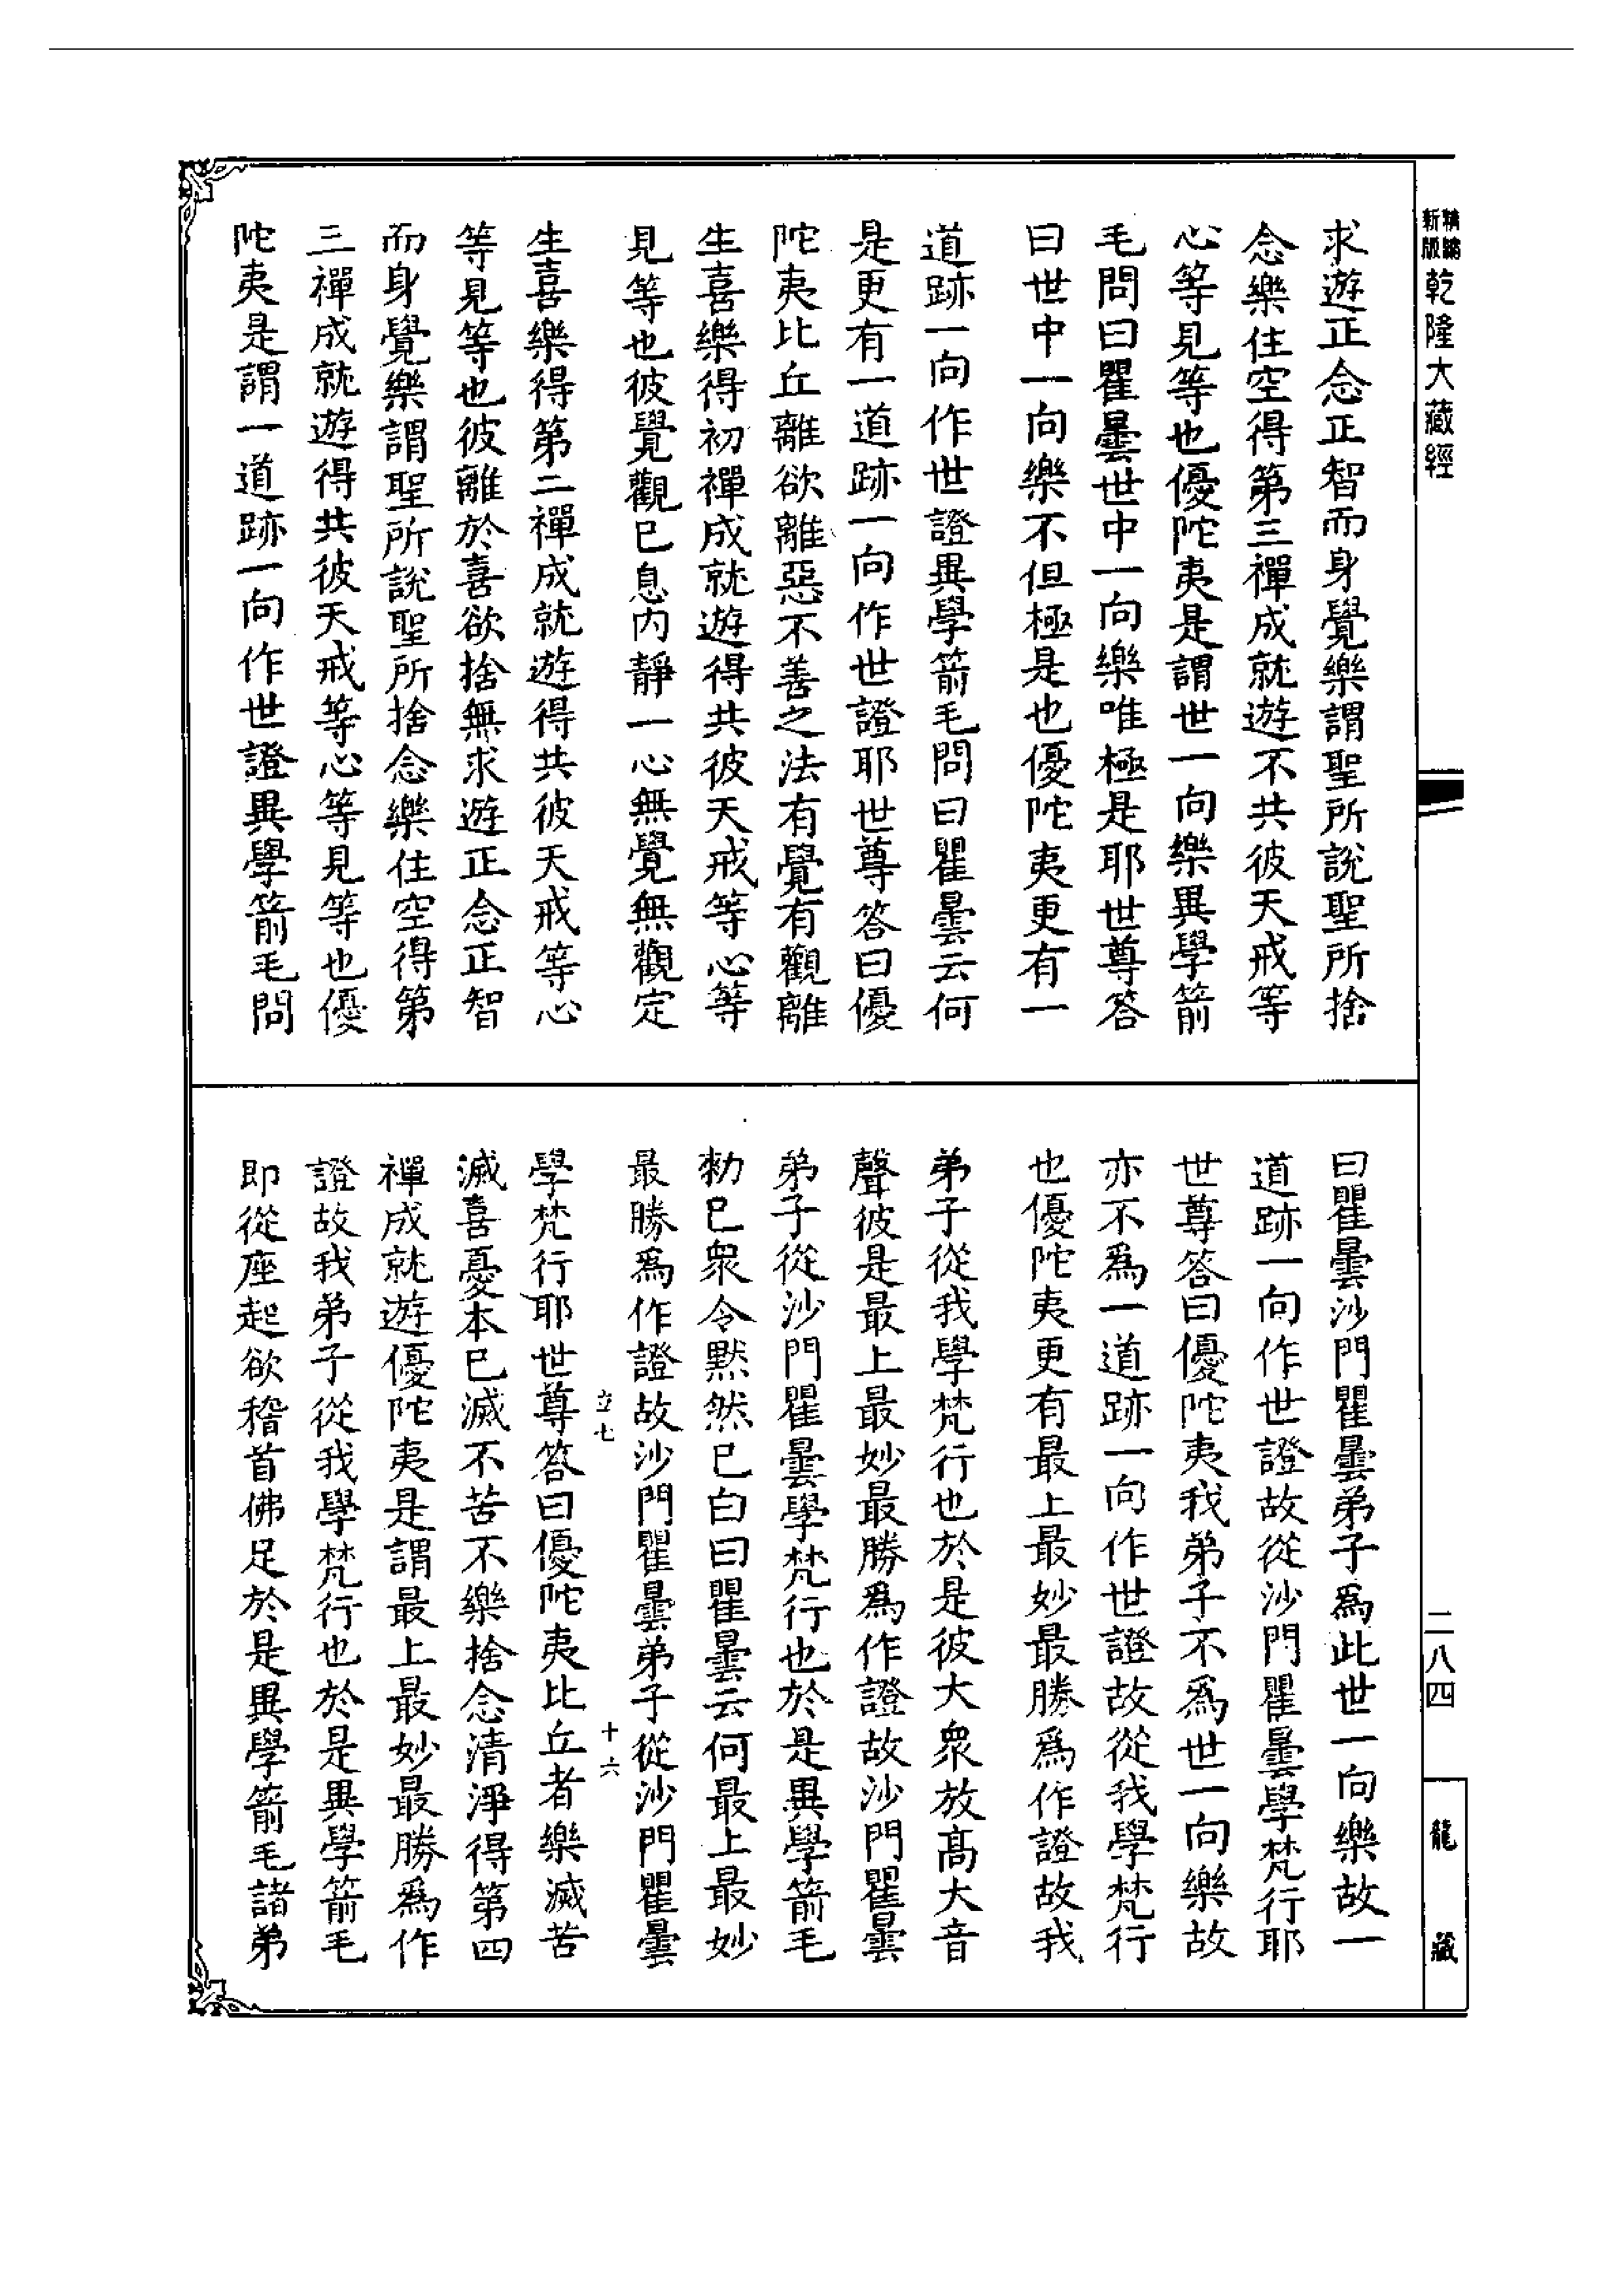 新版
精縮
乾隆大藏經
求遊正念正智而身覺樂謂聖所說聖所捨
念樂住空得第三禪成就遊不共彼天戒等
心等見等也優陀夷是謂世一向樂異學箭
毛問曰瞿曇世中一向樂唯極是耶世尊答
曰世中一向樂不但極是也優陀夷更有一
道跡一向作世證異學箭毛問曰瞿曇云何
是更有一道跡一向作世證耶世尊答曰優
陀夷比丘離欲離惡不善之法有覺有觀離
生喜樂得初禪成就遊得共彼天戒等心等
見等也彼覺觀已息內靜一心無覺無觀定
生喜樂得第二禪成就遊得共彼天戒等心
等見等也彼離於喜欲捨無求遊正念正智
而身覺樂謂聖所說聖所捨念樂住空得第
三禪成就遊得共彼天戒等心等見等也優
陀夷是謂一道跡一向作世證異學箭毛問
曰瞿曇沙門瞿曇弟子為此世一向樂故一
道跡一向作世證故從沙門瞿曇學梵行耶
世尊答曰優陀夷我弟子不為世一向樂故
亦不為一道跡一向作世證故從我學梵行
也優陀夷更有最上最妙最勝為作證故我
弟子從我學梵行也於是彼大眾放高大音
聲彼是最上最妙最勝為作證故沙門瞿曇
弟子從沙門瞿曇學梵行也於是異學箭毛
勑已眾令默然已白曰瞿曇云何最上最妙
最勝為作證故沙門瞿曇弟子從沙門瞿曇
立七
十六
學梵行耶世尊答曰優陀夷比丘者樂滅苦
滅喜憂本已滅不苦不樂捨念清淨得第四
禪成就遊優陀夷是謂最上最妙最勝為作
證故我弟子從我學梵行也於是異學箭毛
即從座起欲稽首佛足於是異學箭毛諸弟
二八四
龍藏